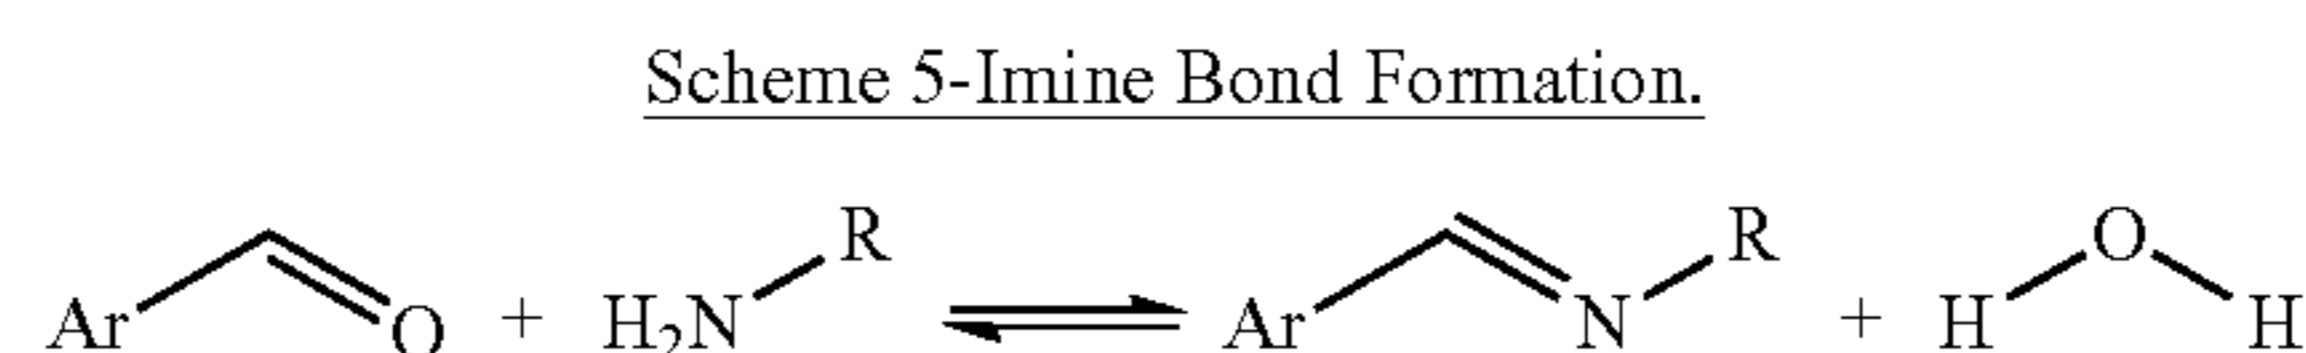 Scheme 5-Imine Bond Formation.
R R O
Ar O + H₂N Ar N + H H